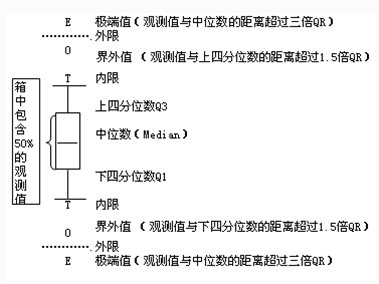 E 极端值（观测值与中位数的距离超过三倍QR）
外限
O 界外值 （观测值与上四分位数的距离超过1.5倍QR）
T 内限
上四分位数Q3
中位数（Median）
下四分位数Q1
T 内限
O 界外值 （观测值与下四分位数的距离超过1.5倍QR）
外限
E 极端值（观测值与中位数的距离超过三倍QR）
箱中包含50%的观测值